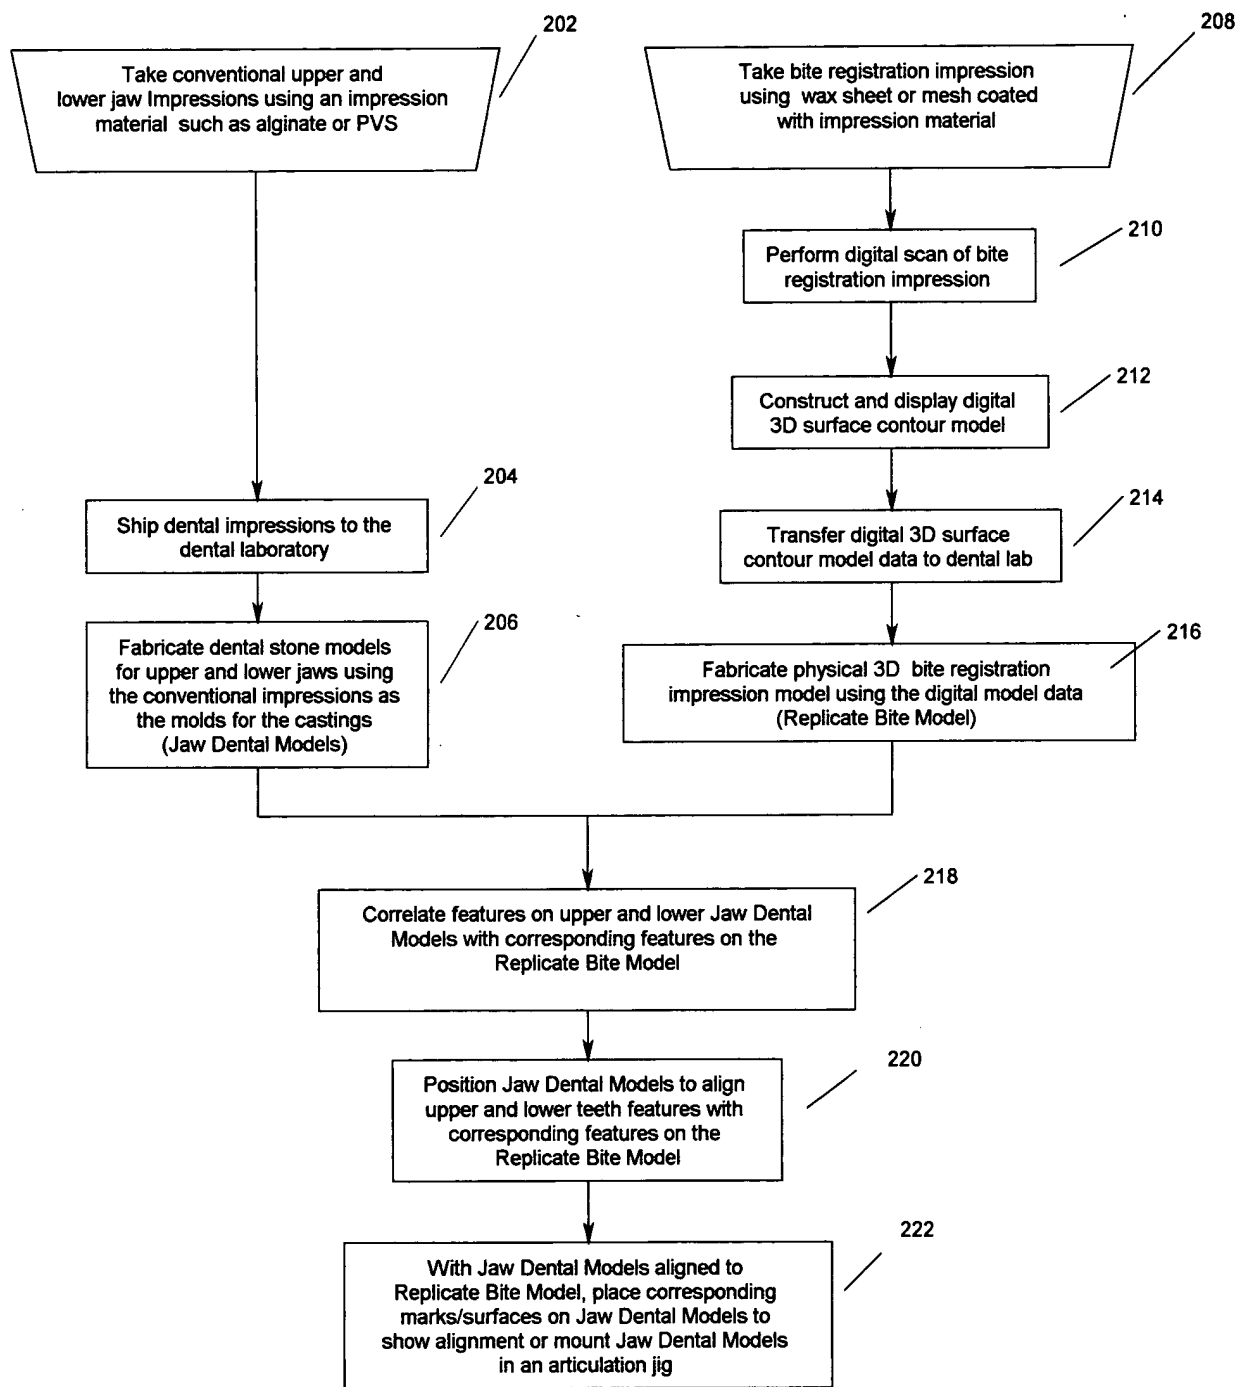 202
Take conventional upper and
lower jaw Impressions using an impression
material such as alginate or PVS
208
Take bite registration impression
using wax sheet or mesh coated
with impression material
210
Perform digital scan of bite
registration impression
212
Construct and display digital
3D surface contour model
204
Ship dental impressions to the
dental laboratory
214
Transfer digital 3D surface
contour model data to dental lab
206
Fabricate dental stone models
for upper and lower jaws using
the conventional impressions as
the molds for the castings
(Jaw Dental Models)
216
Fabricate physical 3D bite registration
impression model using the digital model data
(Replicate Bite Model)
218
Correlate features on upper and lower Jaw Dental
Models with corresponding features on the
Replicate Bite Model
220
Position Jaw Dental Models to align
upper and lower teeth features with
corresponding features on the
Replicate Bite Model
222
With Jaw Dental Models aligned to
Replicate Bite Model, place corresponding
marks/surfaces on Jaw Dental Models to
show alignment or mount Jaw Dental Models
in an articulation jig